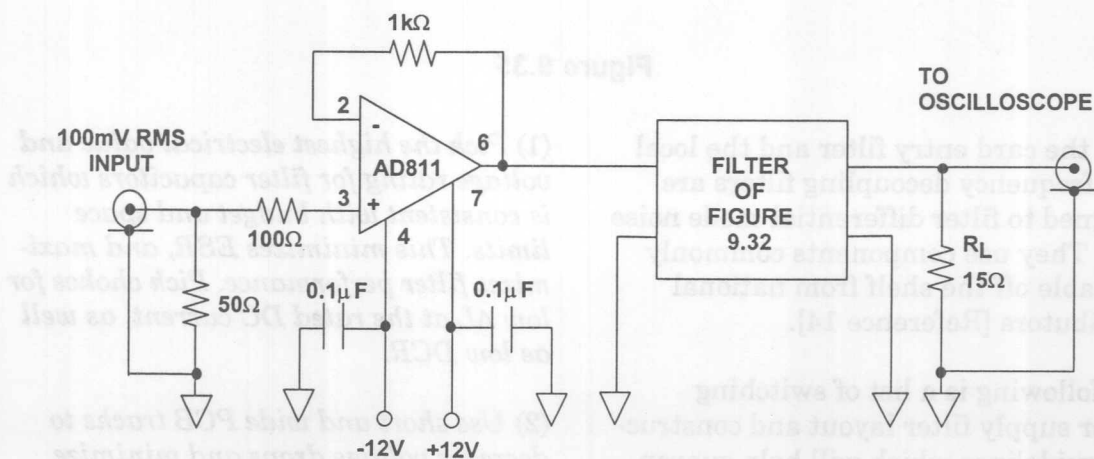 1kΩ
TO
OSCILLOSCOPE
2
-
6
100mV RMS
INPUT
AD811
7
FILTER
OF
FIGURE
9.32
3
+
4
100Ω
RL
15Ω
50Ω
0.1µF
0.1µF
-12V
+12V